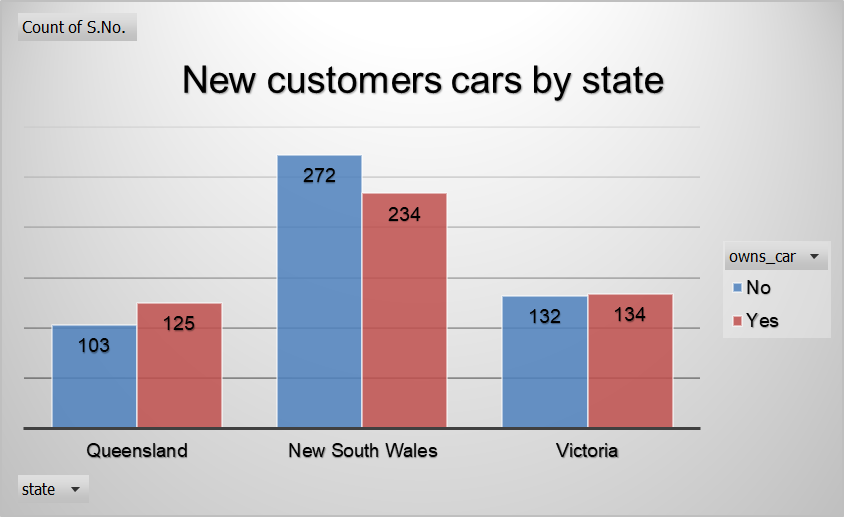 Count of S.No.
New customers cars by state
272
234
103
125
132
134
owns_car
No
Yes
Queensland
New South Wales
Victoria
state